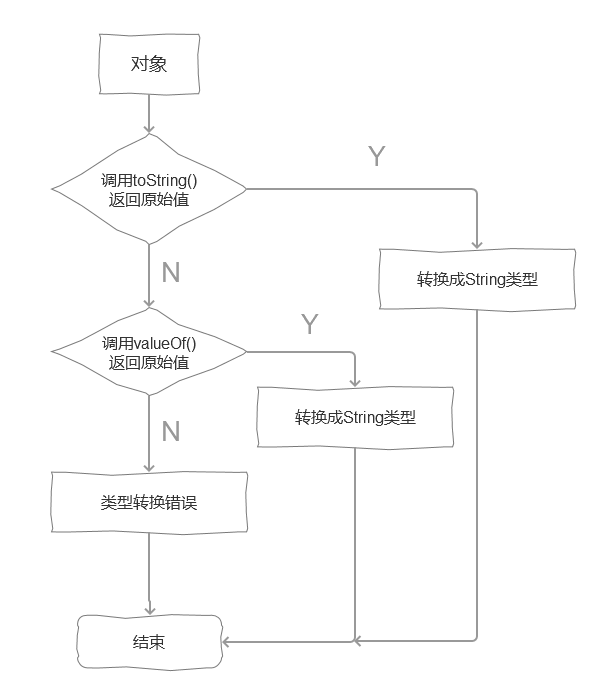 对象
调用toString()
返回原始值
Y
转换成String类型
N
调用valueOf()
返回原始值
Y
转换成String类型
N
类型转换错误
结束